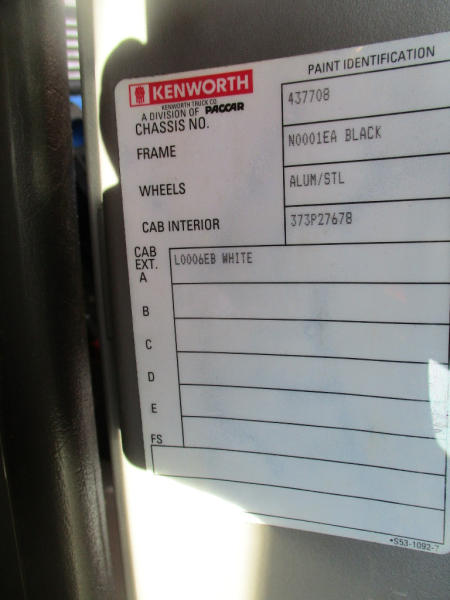 KENWORTH
KENWORTH TRUCK CO.
A DIVISION OF PACCAR
PAINT IDENTIFICATION
CHASSIS NO. 437708
FRAME N0001EA BLACK
WHEELS ALUM/STL
CAB INTERIOR 373P27678
CAB
EXT.
A L0006EB WHITE
B
C
D
E
FS
*S53-1092-7